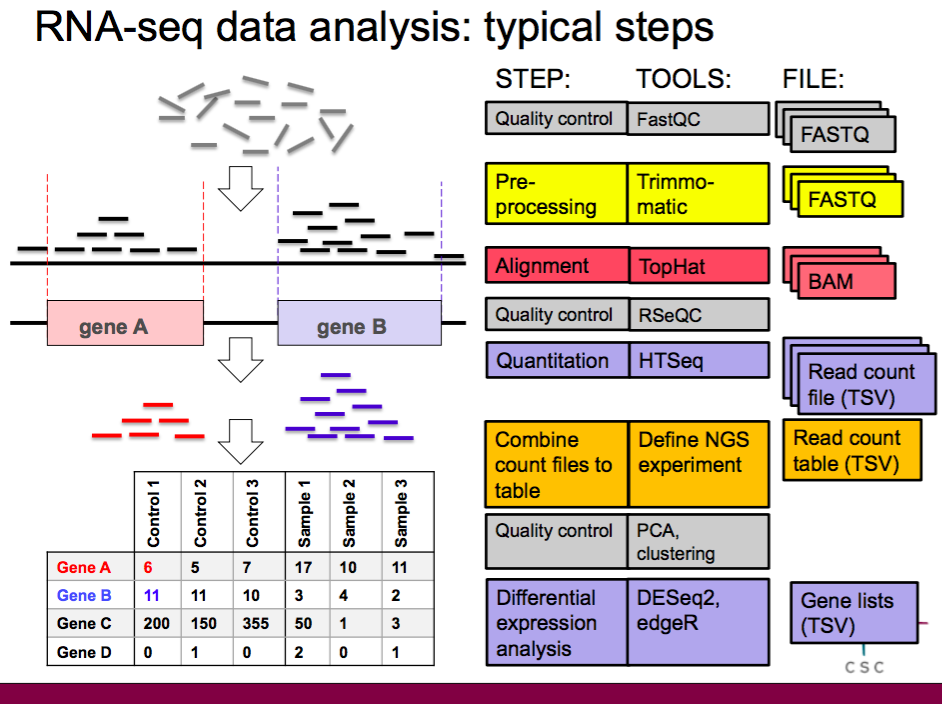 RNA-seq data analysis: typical steps
STEP: TOOLS: FILE:
Quality control FastQC
FASTQ
Pre-
processing
Trimmo-
matic
FASTQ
Alignment TopHat
BAM
Quality control RSeQC
Quantitation HTSeq
Read count
file (TSV)
Combine
count files to
table
Define NGS
experiment
Read count
table (TSV)
Quality control
PCA,
clustering
Differential
expression
analysis
DESeq2,
edgeR
Gene lists
(TSV)
CSC
gene A gene B
Control 1 Control 2 Control 3 Sample 1 Sample 2 Sample 3
Gene A 6 5 7 17 10 11
Gene B 11 11 10 3 4 2
Gene C 200 150 355 50 1 3
Gene D 0 1 0 2 0 1